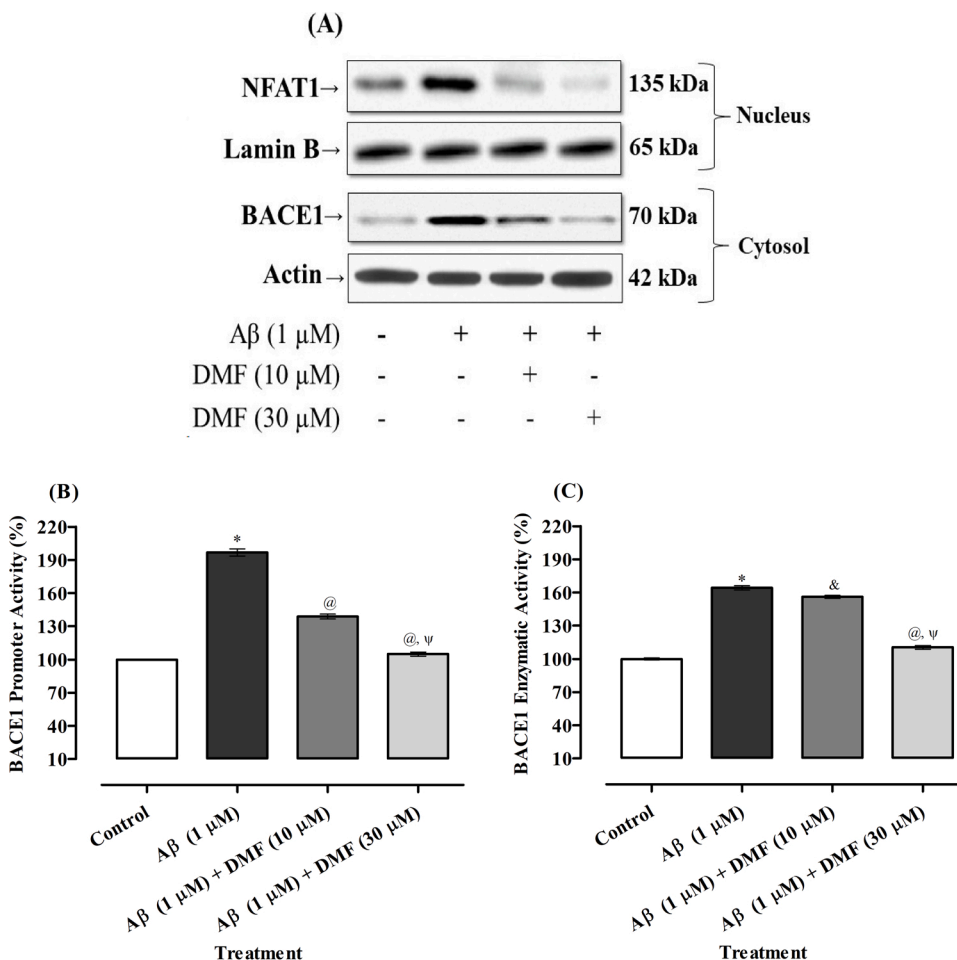 (A)
NFAT1→ 135 kDa
Nucleus
Lamin B→ 65 kDa
BACE1→ 70 kDa
Cytosol
Actin→ 42 kDa
Aβ (1 μM) - + + +
DMF (10 μM) - - + -
DMF (30 μM) - - - +
(B)
BACE1 Promoter Activity (%)
220
190
160
130
100
70
40
10
*
@
@, ψ
Control
Aβ (1 μM)
Aβ (1 μM) + DMF (10 μM)
Aβ (1 μM) + DMF (30 μM)
Treatment
(C)
BACE1 Enzymatic Activity (%)
220
190
160
130
100
70
40
10
*
&
@, ψ
Control
Aβ (1 μM)
Aβ (1 μM) + DMF (10 μM)
Aβ (1 μM) + DMF (30 μM)
Treatment